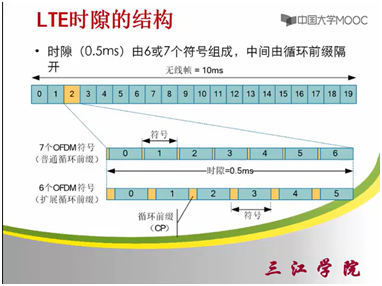 LTE时隙的结构
中国大学MOOC
• 时隙（0.5ms）由6或7个符号组成，中间由循环前缀隔
开
无线帧 = 10ms
0 1 2 3 4 5 6 7 8 9 10 11 12 13 14 15 16 17 18 19
符号
7个OFDM符号
（普通循环前缀）
0 1 2 3 4 5 6
时隙=0.5ms
6个OFDM符号
（扩展循环前缀）
0 1 2 3 4 5
循环前缀
（CP）
符号
三江学院